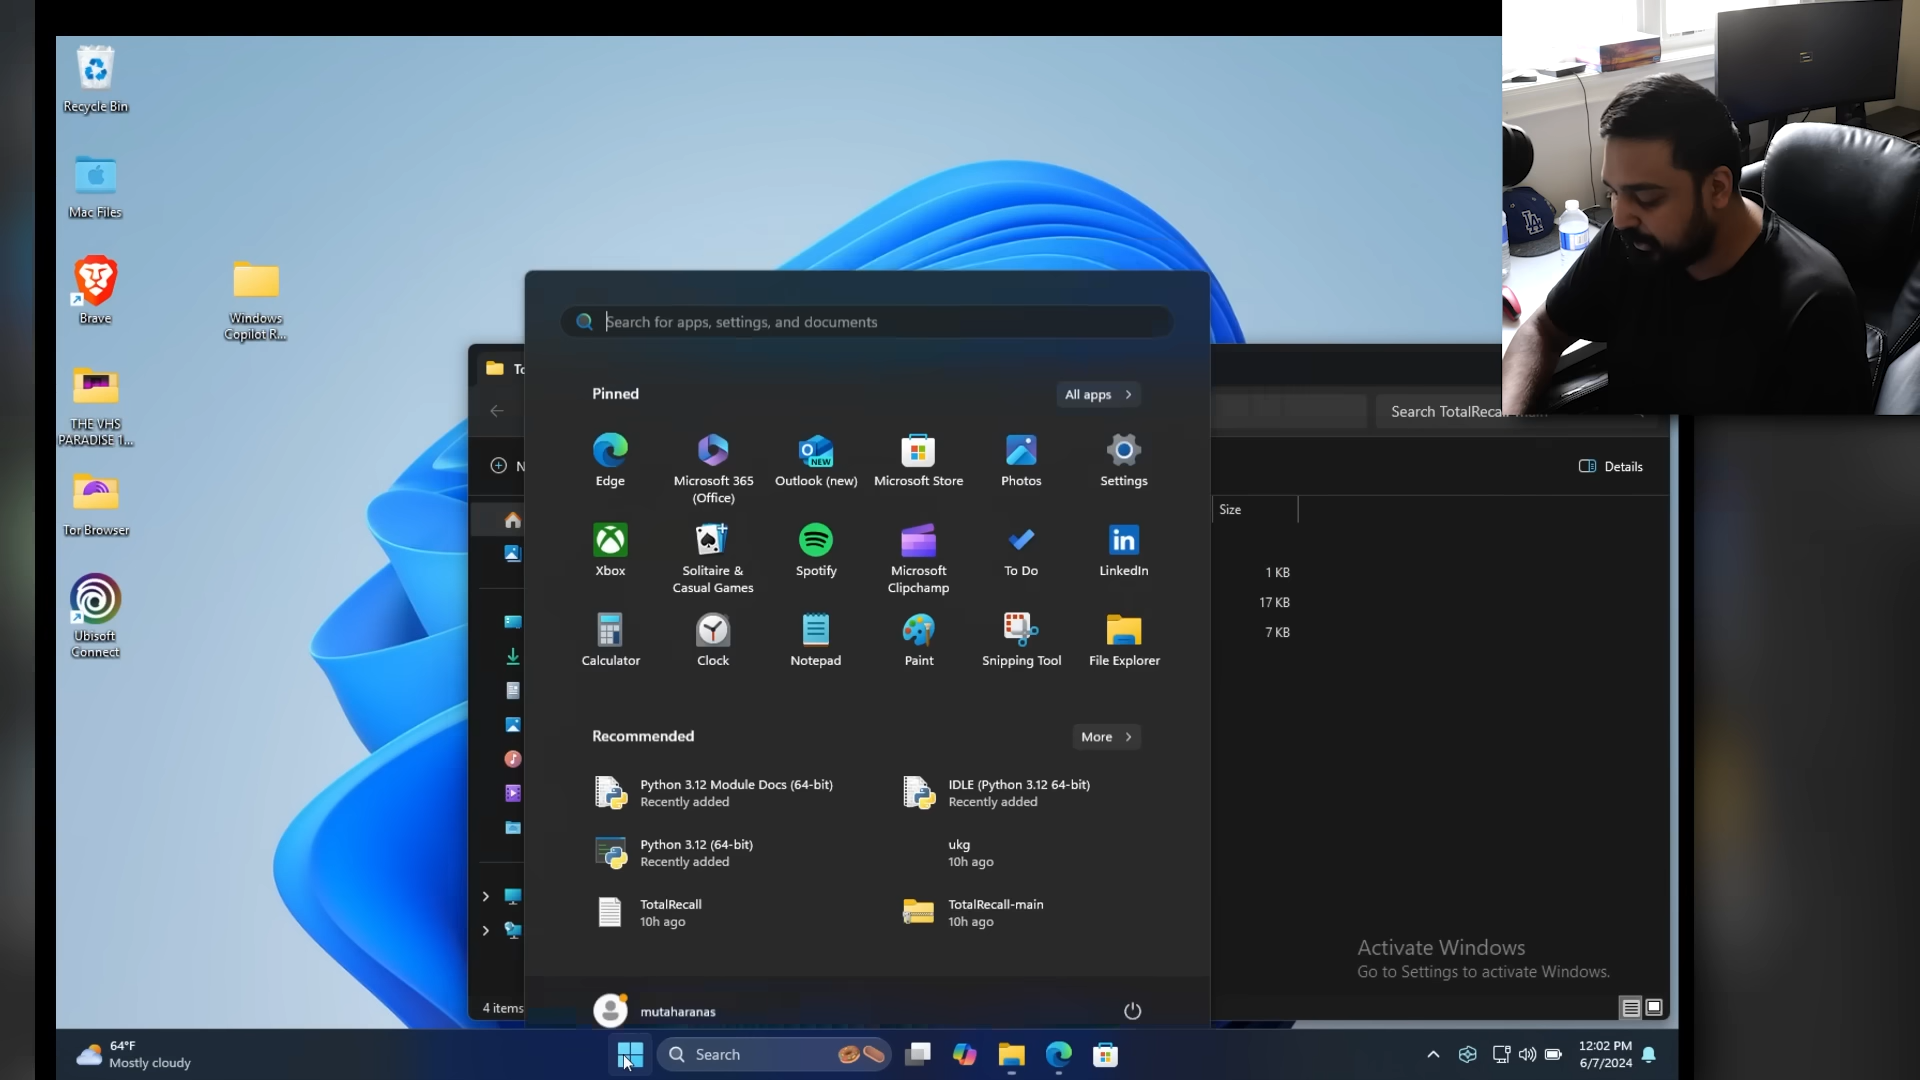 Recycle Bin
Mac Files
Brave
Windows
Copilot R...
THE VHS
PARADISE 1...
Tor Browser
Ubisoft
Connect
Search for apps, settings, and documents
Pinned
All apps
Edge
Microsoft 365
(Office)
Outlook (new)
NEW
Microsoft Store
Photos
Settings
Xbox
Solitaire &
Casual Games
Spotify
Microsoft
Clipchamp
To Do
in
LinkedIn
Calculator
Clock
Notepad
Paint
Snipping Tool
File Explorer
Recommended
More
Python 3.12 Module Docs (64-bit)
Recently added
IDLE (Python 3.12 64-bit)
Recently added
Python 3.12 (64-bit)
Recently added
ukg
10h ago
TotalRecall
10h ago
TotalRecall-main
10h ago
mutaharanas
Details
Size
1 KB
17 KB
7 KB
4 items
Activate Windows
Go to Settings to activate Windows.
64°F
Mostly cloudy
Search
12:02 PM
6/7/2024
LA